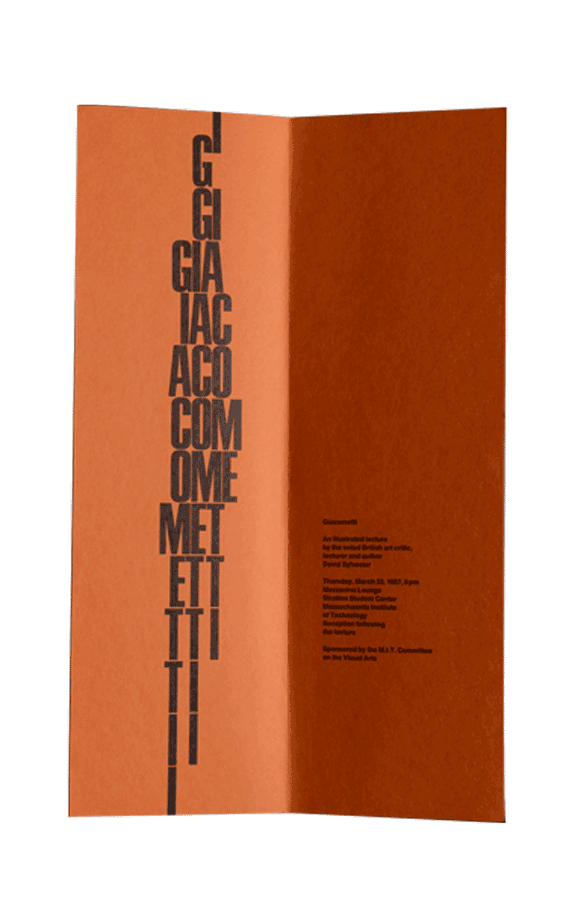 G
GI
GIA
IAC
ACO
COM
OME
MET
ETT
TTI
TI
II
I
Giacometti
An illustrated lecture
by the noted British art critic,
lecturer and author
David Sylvester
Thursday, March 23, 1967, 8 pm
Mezzanine Lounge
Stratton Student Center
Massachusetts Institute
of Technology
Reception following
the lecture
Sponsored by the M.I.T. Committee
on the Visual Arts